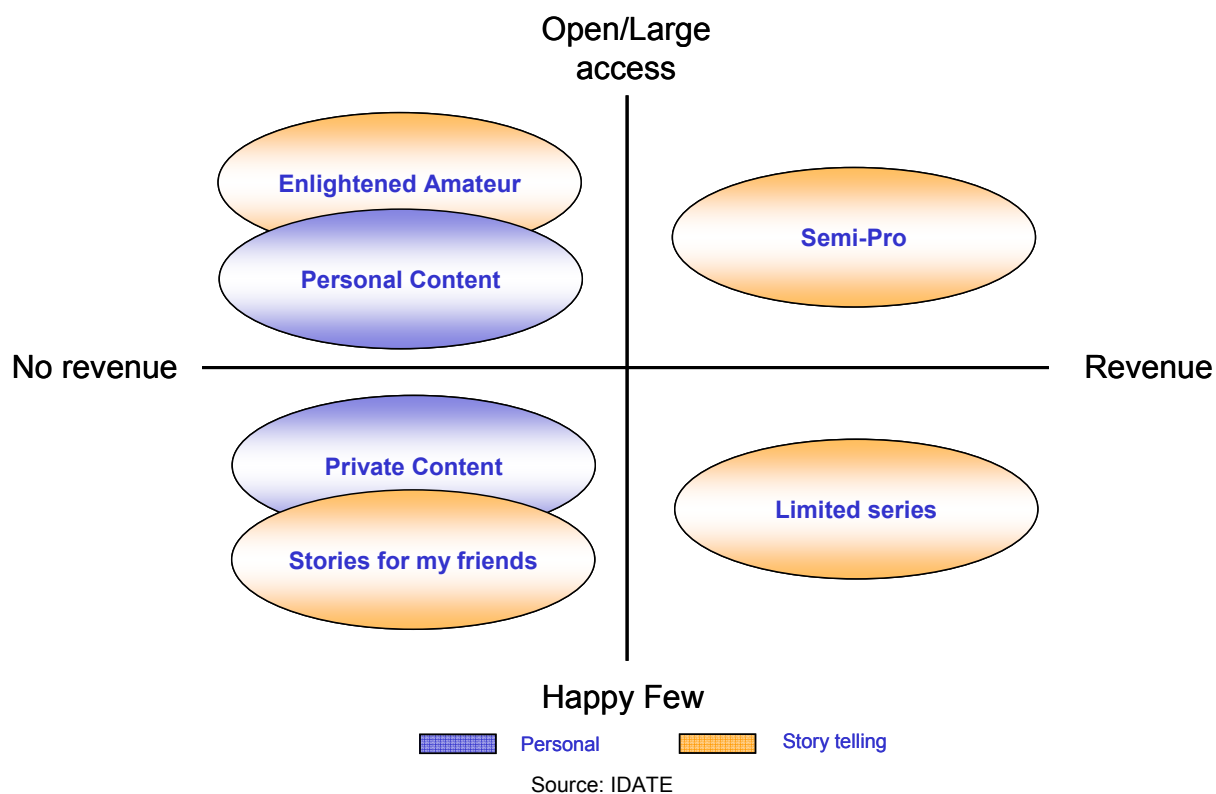 Open/Large
access
Enlightened Amateur
Semi-Pro
Personal Content
No revenue
Revenue
Private Content
Limited series
Stories for my friends
Happy Few
Personal
Story telling
Source: IDATE